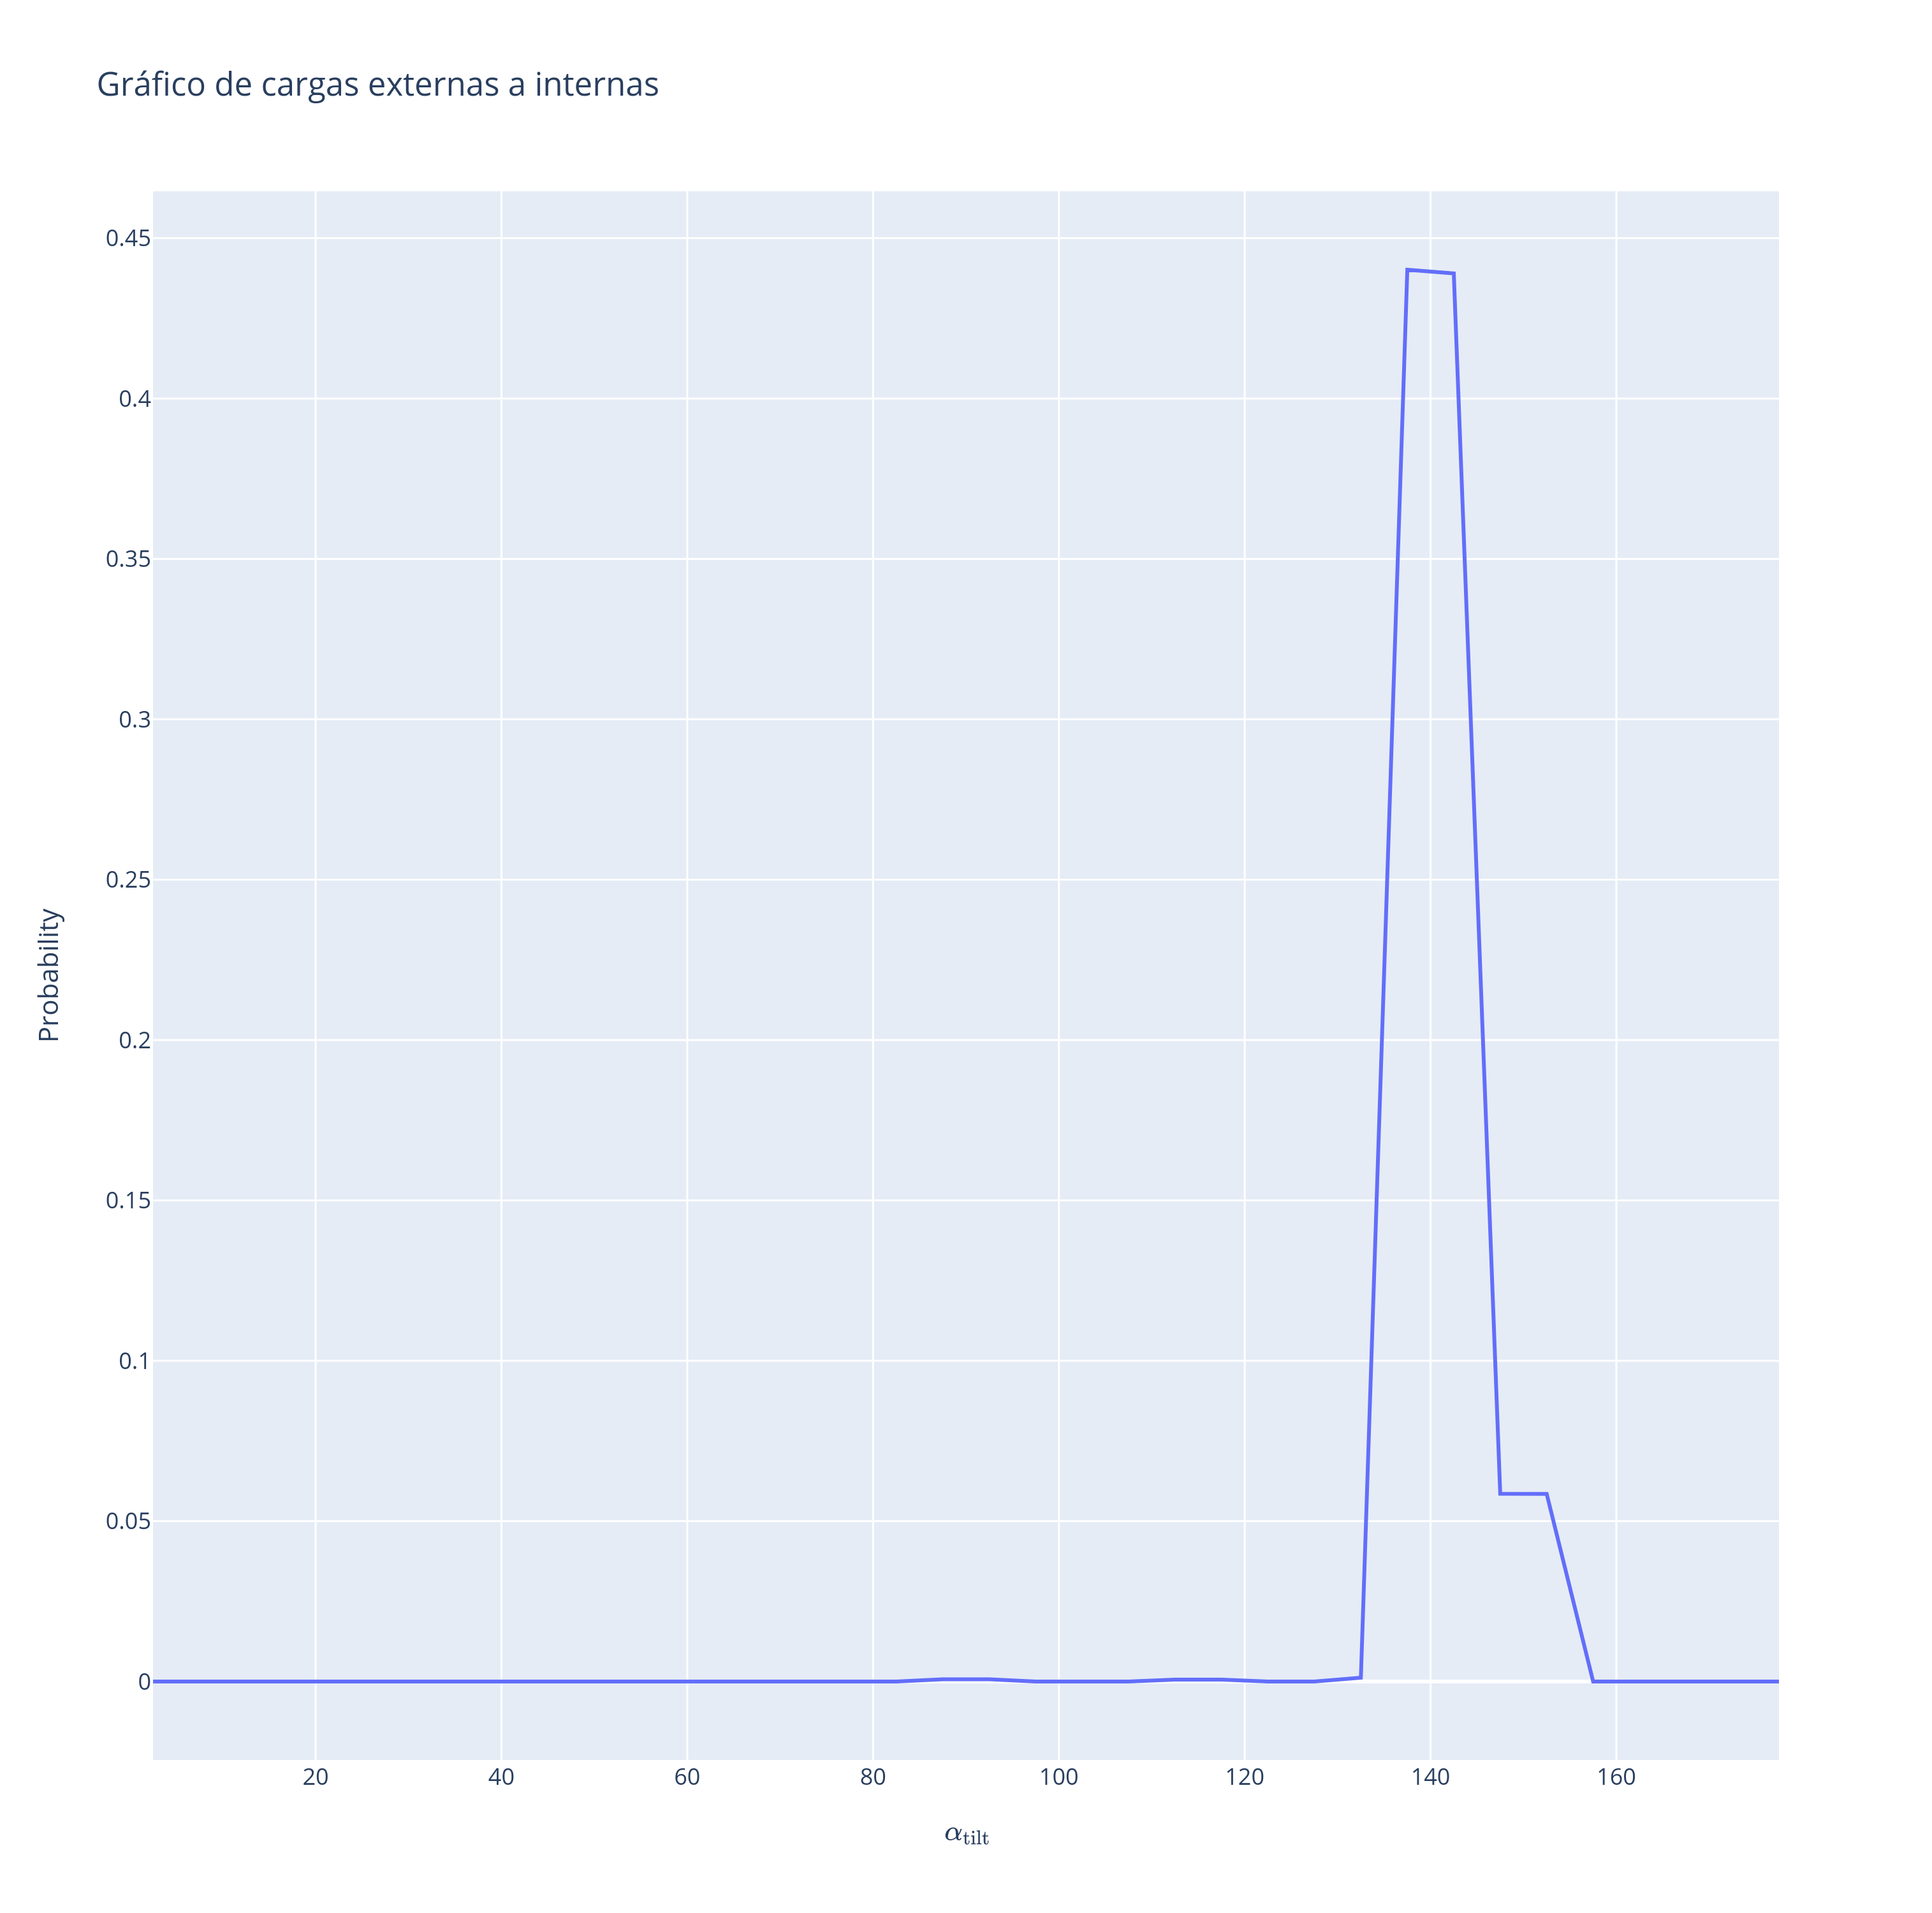 Gráfico de cargas externas a internas
0.45
0.4
0.35
0.3
0.25
0.2
0.15
0.1
0.05
0
Probability
20 40 60 80 100 120 140 160
α_tilt